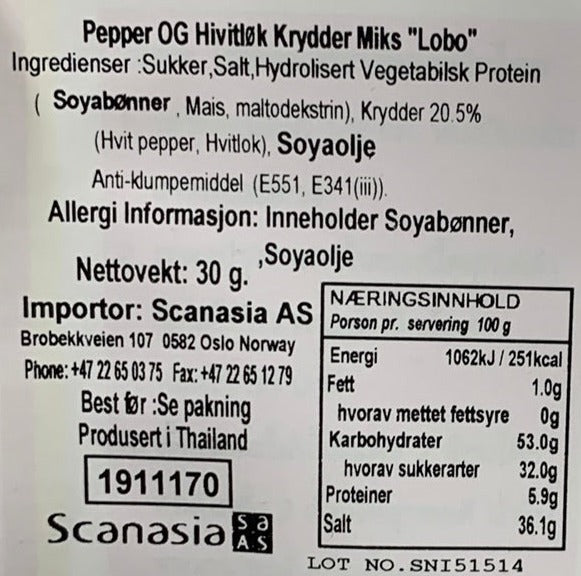 Pepper OG Hivitløk Krydder Miks "Lobo"
Ingredienser :Sukker,Salt,Hydrolisert Vegetabilsk Protein
( Soyabønner , Mais, maltodekstrin), Krydder 20.5%
(Hvit pepper, Hvitlok), Soyaolje
Anti-klumpemiddel (E551, E341(iii)).
Allergi Informasjon: Inneholder Soyabønner,
,Soyaolje
Nettovekt: 30 g.
Importor: Scanasia AS
Brobekkveien 107 0582 Oslo Norway
Phone: +47 22 65 03 75 Fax: +47 22 65 12 79
Best før :Se pakning
Produsert i Thailand
1911170
Scanasia sa AS
NÆRINGSINNHOLD
Porson pr. servering 100 g
Energi 1062kJ / 251kcal
Fett 1.0g
hvorav mettet fettsyre 0g
Karbohydrater 53.0g
hvorav sukkerarter 32.0g
Proteiner 5.9g
Salt 36.1g
LOT NO.SNI51514